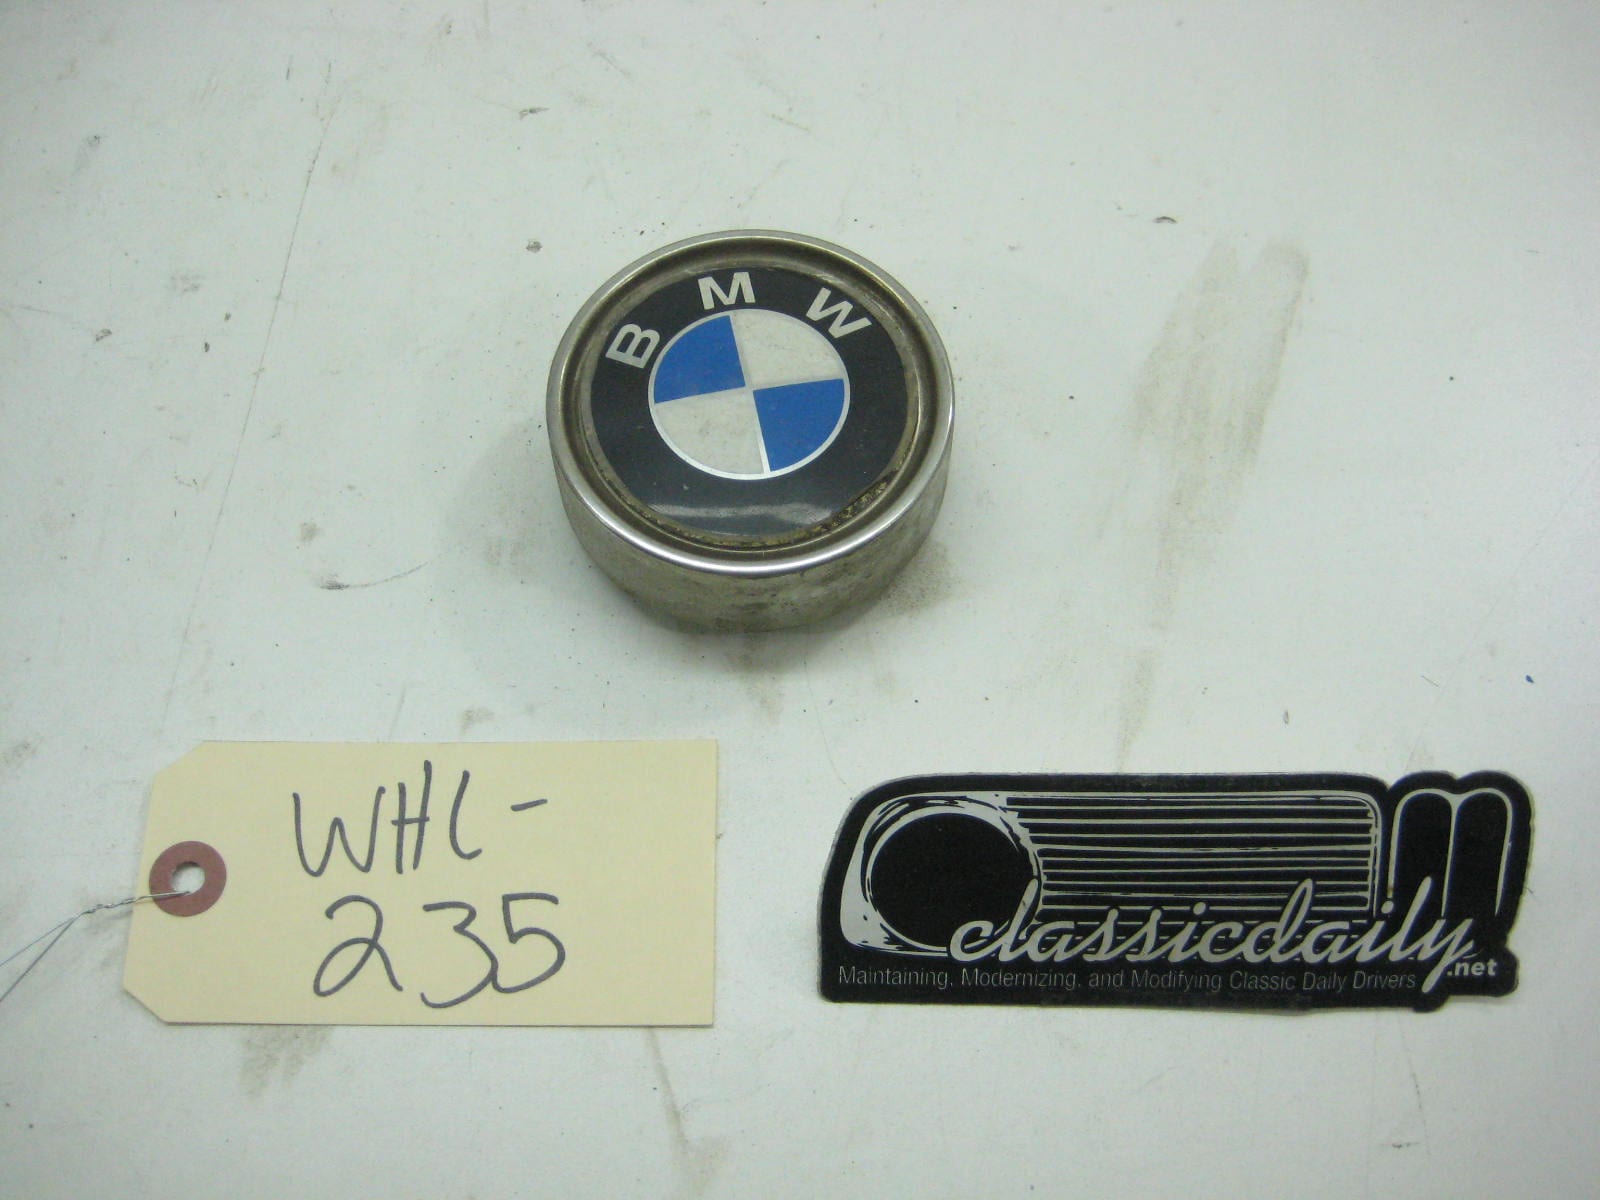 BMW
WHL-
235
classicdaily.net
Maintaining, Modernizing, and Modifying Classic Daily Drivers